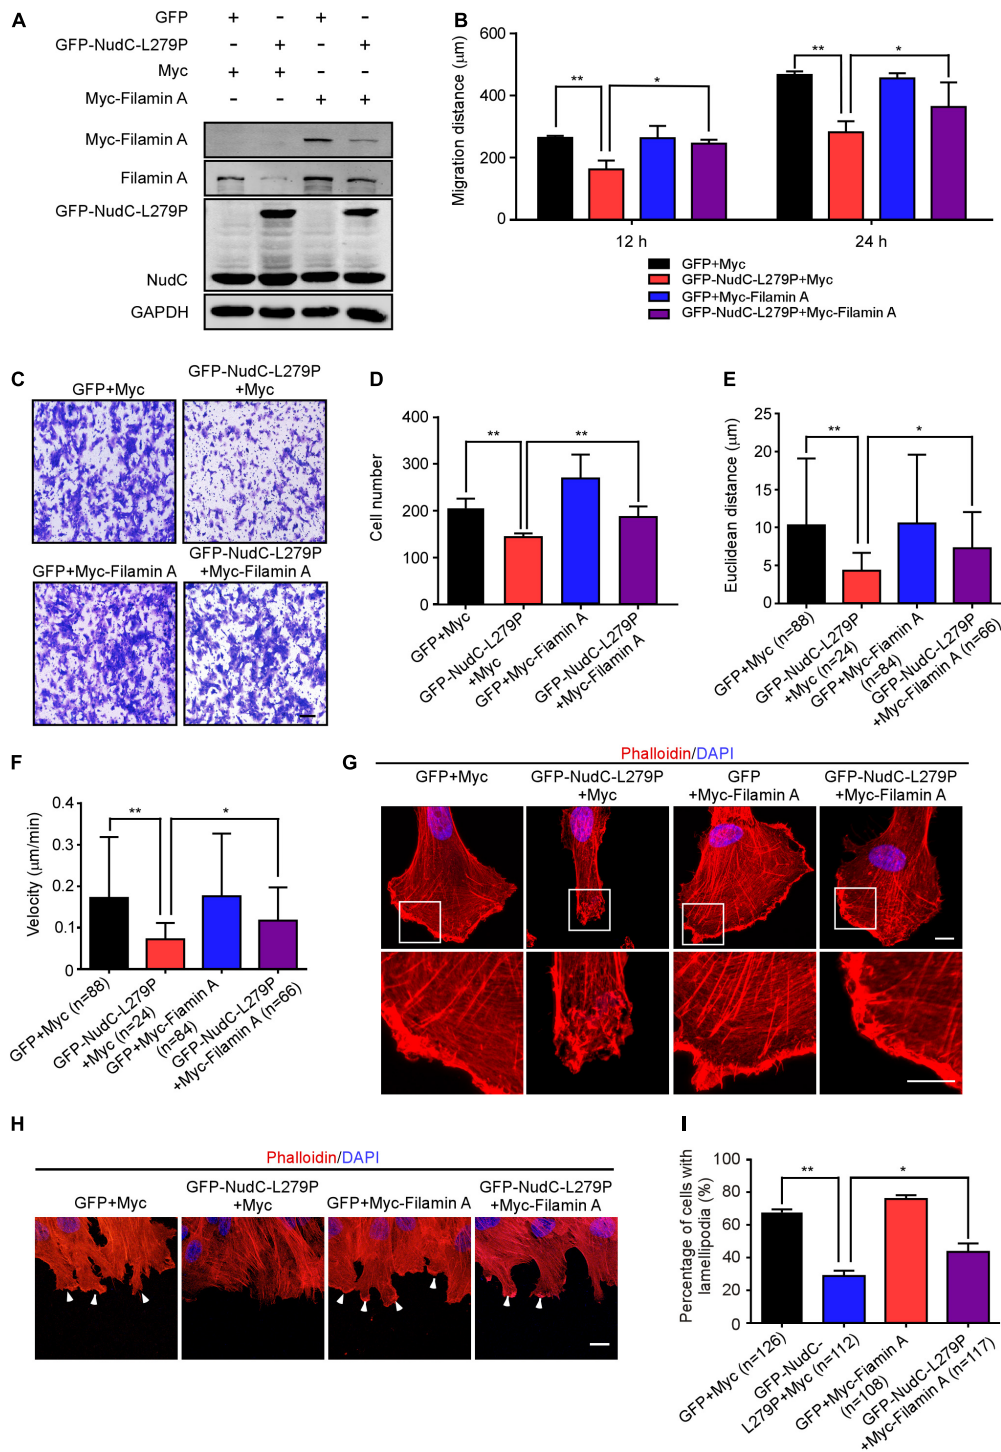 A
GFP + - + -
GFP-NudC-L279P - + - +
Myc + + - -
Myc-Filamin A - - + +
Myc-Filamin A
Filamin A
GFP-NudC-L279P
NudC
GAPDH
B
Migration distance (μm)
600
400
200
0
** *
** *
12 h 24 h
GFP+Myc
GFP-NudC-L279P+Myc
GFP+Myc-Filamin A
GFP-NudC-L279P+Myc-Filamin A
C
GFP+Myc
GFP-NudC-L279P
+Myc
GFP+Myc-Filamin A
GFP-NudC-L279P
+Myc-Filamin A
D
Cell number
400
300
200
100
0
** **
GFP+Myc
GFP-NudC-L279P
+Myc
GFP+Myc-Fiamin A
GFP-NudC-L279P
+Myc-Filamin A
E
Euclidean distance (μm)
25
20
15
10
5
0
** *
GFP+Myc (n=88)
GFP-NudC-L279P
+Myc (n=24)
GFP+Myc-Fiamin A
(n=84)
GFP-NudC-L279P
+Myc-Filamin A (n=66)
F
Velocity (μm/min)
0.4
0.3
0.2
0.1
0
** *
GFP+Myc (n=88)
GFP-NudC-L279P
+Myc (n=24)
GFP+Myc-Fiamin A
(n=84)
GFP-NudC-L279P
+Myc-Filamin A (n=66)
G
Phalloidin/DAPI
GFP+Myc
GFP-NudC-L279P
+Myc
GFP
+Myc-Filamin A
GFP-NudC-L279P
+Myc-Filamin A
H
Phalloidin/DAPI
GFP+Myc
GFP-NudC-L279P
+Myc
GFP+Myc-Filamin A
GFP-NudC-L279P
+Myc-Filamin A
I
Percentage of cells with
lamellipodia (%)
100
80
60
40
20
0
** *
GFP+Myc (n=126)
GFP-NudC-
L279P+Myc (n=112)
GFP+Myc-Fiamin A
(n=108)
GFP-NudC-L279P
+Myc-Filamin A (n=117)